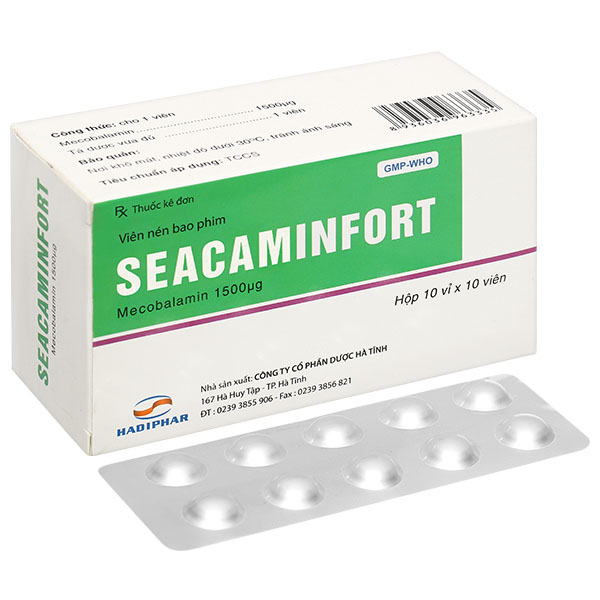 Công thức: cho 1 viên
Mecobalamin.................. 1500µg
Tá dược vừa đủ .................. 1 viên
Bảo quản:
Nơi khô mát, nhiệt độ dưới 30°C, tránh ánh sáng
Tiêu chuẩn áp dụng: TCCS
8 936036 963335
GMP-WHO
Rx Thuốc kê đơn
Viên nén bao phim
SEACAMINFORT
Mecobalamin 1500µg
Hộp 10 vỉ x 10 viên
Nhà sản xuất: CÔNG TY CỔ PHẦN DƯỢC HÀ TĨNH
167 Hà Huy Tập - TP. Hà Tĩnh
ĐT : 0239 3855 906 - Fax : 0239 3856 821
HADIPHAR
SEACAMINFORT
Mecobalamin 1500µg